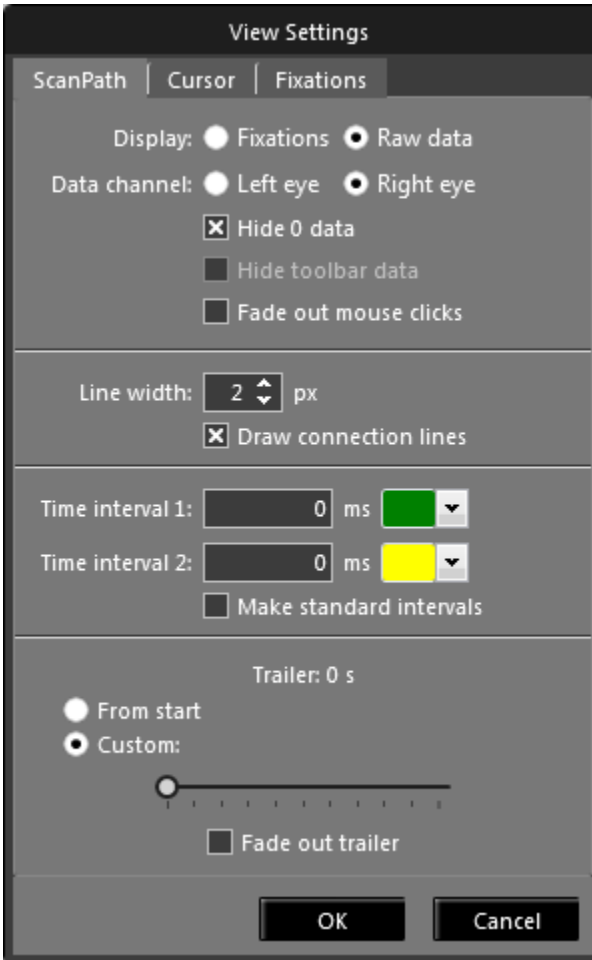 View Settings
ScanPath Cursor Fixations
Display: Fixations Raw data
Data channel: Left eye Right eye
Hide 0 data
Hide toolbar data
Fade out mouse clicks
Line width: 2 px
Draw connection lines
Time interval 1: 0 ms
Time interval 2: 0 ms
Make standard intervals
Trailer: 0 s
From start
Custom:
Fade out trailer
OK Cancel